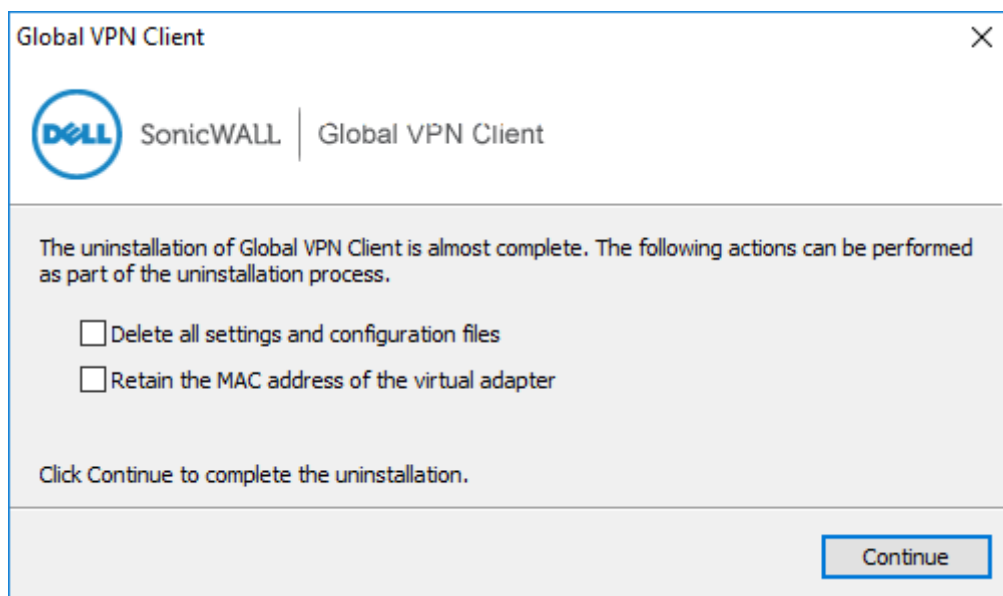 Global VPN Client
DELL SonicWALL Global VPN Client
The uninstallation of Global VPN Client is almost complete. The following actions can be performed
as part of the uninstallation process.
Delete all settings and configuration files
Retain the MAC address of the virtual adapter
Click Continue to complete the uninstallation.
Continue